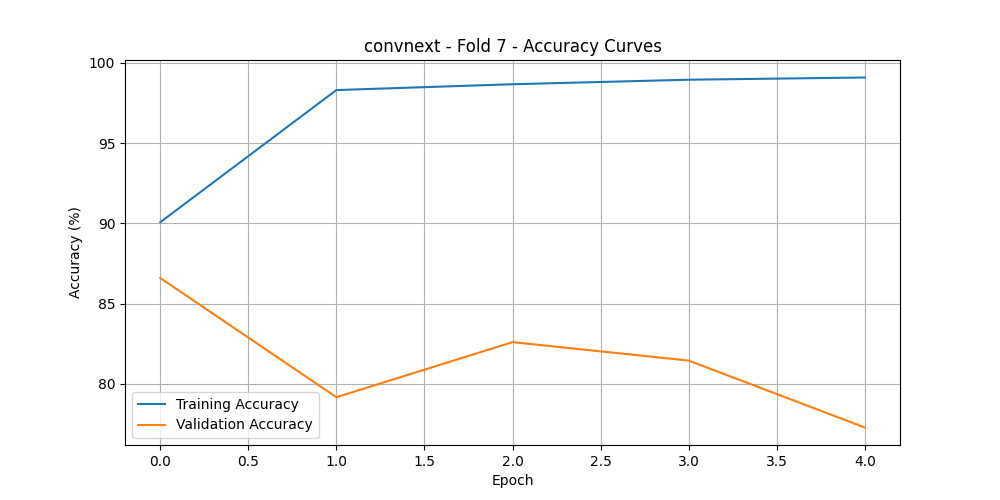 convnext - Fold 7 - Accuracy Curves
Accuracy (%)
100
95
90
85
80
Training Accuracy
Validation Accuracy
0.0 0.5 1.0 1.5 2.0 2.5 3.0 3.5 4.0
Epoch